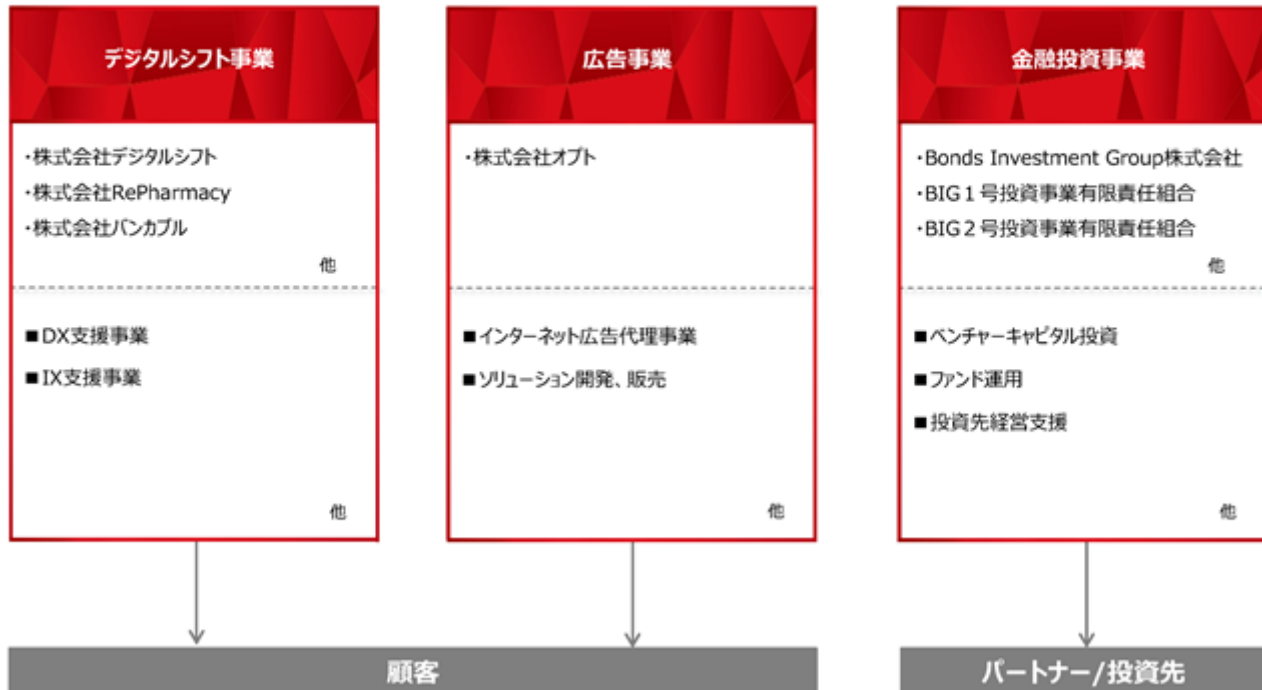 デジタルシフト事業
・株式会社デジタルシフト
・株式会社RePharmacy
・株式会社バンカブル
他
■DX支援事業
■IX支援事業
他
広告事業
・株式会社オプト
■インターネット広告代理事業
■ソリューション開発、販売
他
金融投資事業
・Bonds Investment Group株式会社
・BIG１号投資事業有限責任組合
・BIG２号投資事業有限責任組合
他
■ベンチャーキャピタル投資
■ファンド運用
■投資先経営支援
他
顧客
パートナー/投資先